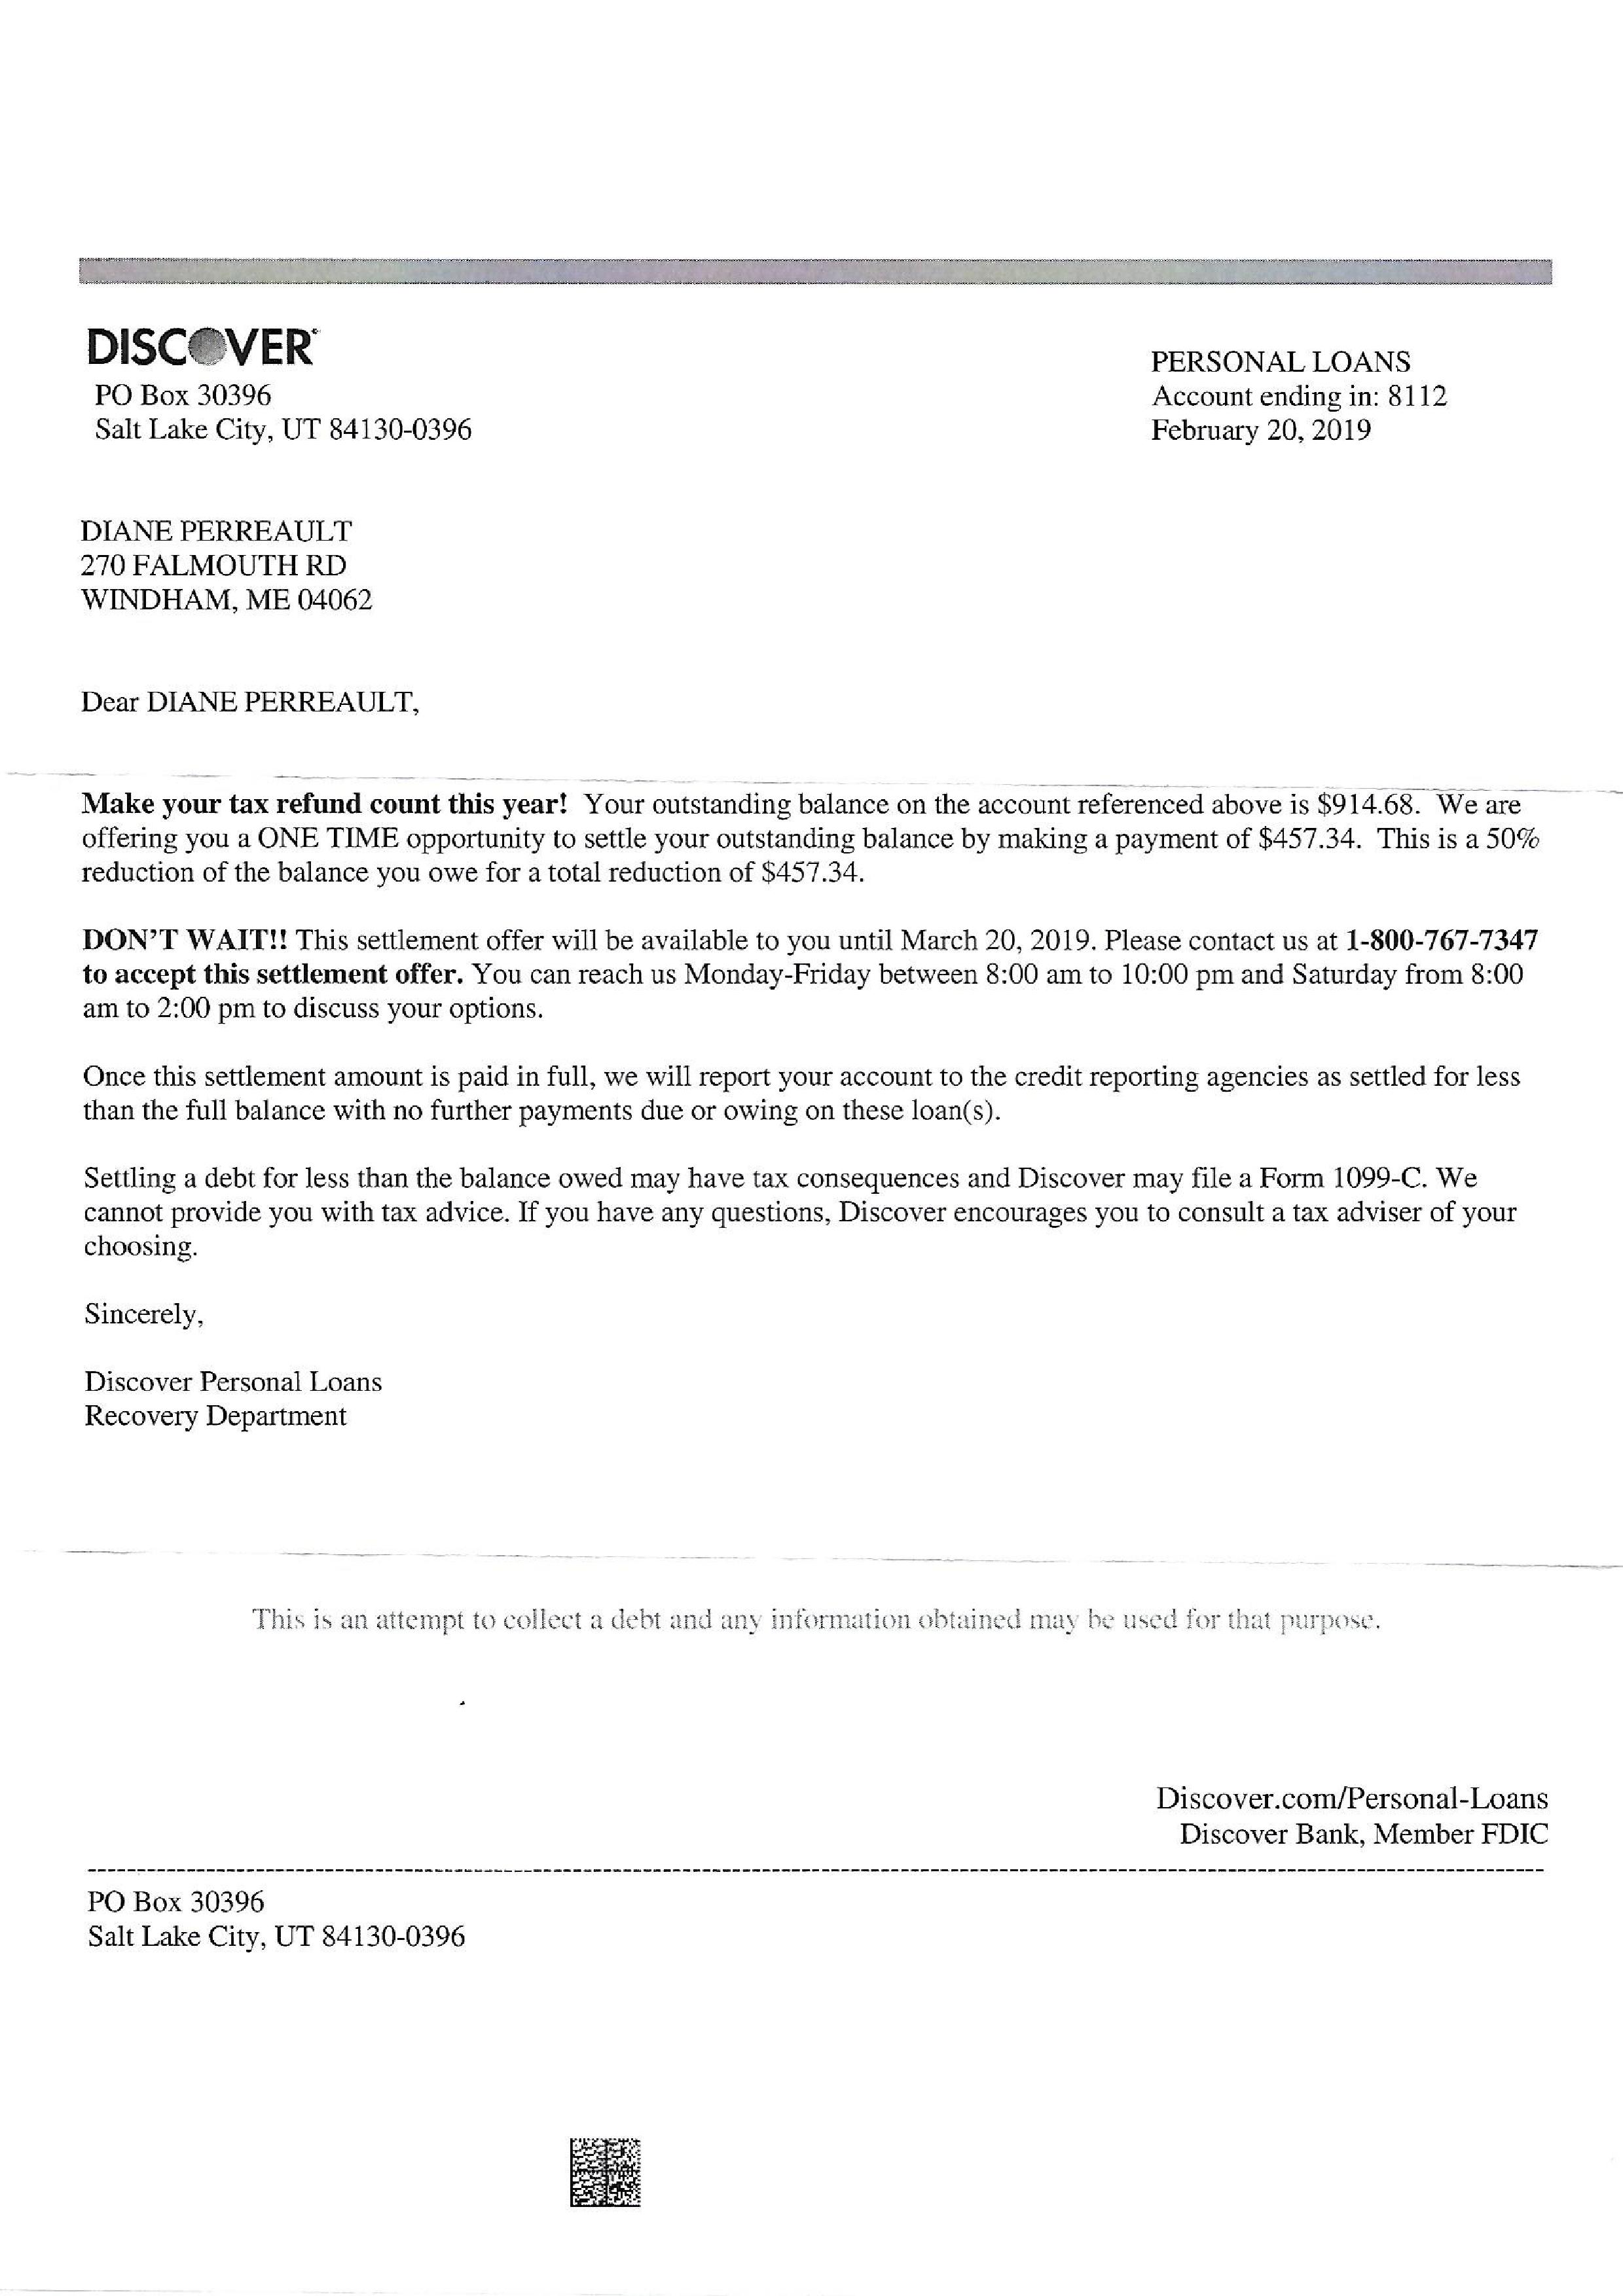 DISCOVER
PO Box 30396
Salt Lake City, UT 84130-0396
PERSONAL LOANS
Account ending in: 8112
February 20, 2019
DIANE PERREAULT
270 FALMOUTH RD
WINDHAM, ME 04062
Dear DIANE PERREAULT,
Make your tax refund count this year! Your outstanding balance on the account referenced above is $914.68. We are
offering you a ONE TIME opportunity to settle your outstanding balance by making a payment of $457.34. This is a 50%
reduction of the balance you owe for a total reduction of $457.34.
DON'T WAIT!! This settlement offer will be available to you until March 20, 2019. Please contact us at 1-800-767-7347
to accept this settlement offer. You can reach us Monday-Friday between 8:00 am to 10:00 pm and Saturday from 8:00
am to 2:00 pm to discuss your options.
Once this settlement amount is paid in full, we will report your account to the credit reporting agencies as settled for less
than the full balance with no further payments due or owing on these loan(s).
Settling a debt for less than the balance owed may have tax consequences and Discover may file a Form 1099-C. We
cannot provide you with tax advice. If you have any questions, Discover encourages you to consult a tax adviser of your
choosing.
Sincerely,
Discover Personal Loans
Recovery Department
This is an attempt to collect a debt and any information obtained may be used for that purpose.
Discover.com/Personal-Loans
Discover Bank, Member FDIC
PO Box 30396
Salt Lake City, UT 84130-0396